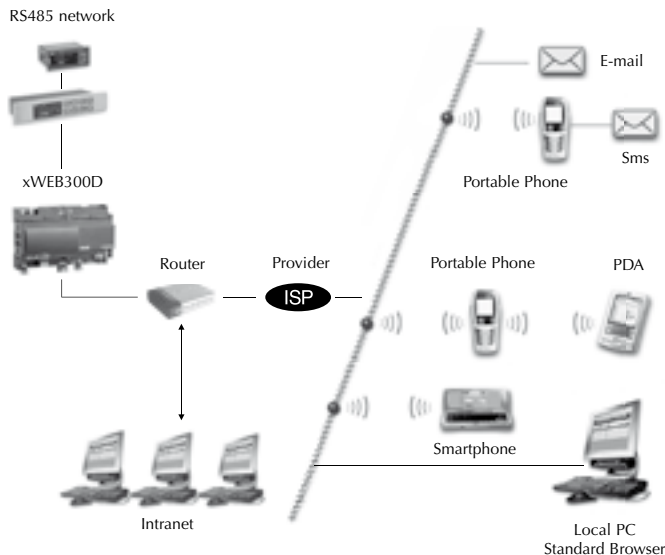 RS485 network
E-mail
Sms
Portable Phone
xWEB300D
Router
Provider
ISP
Portable Phone
PDA
Smartphone
Intranet
Local PC
Standard Browser